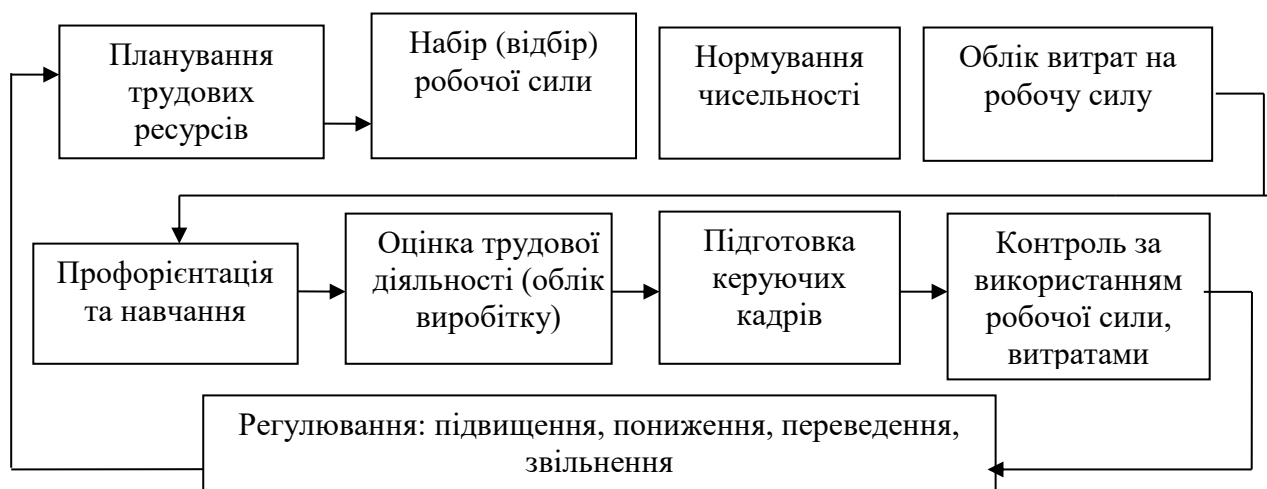 Планування
трудових
ресурсів
Набір (відбір)
робочої сили
Нормування
чисельності
Облік витрат на
робочу силу
Профорієнтація
та навчання
Оцінка трудової
діяльності (облік
виробітку)
Підготовка
керуючих
кадрів
Контроль за
використанням
робочої сили,
витратами
Регулювання: підвищення, пониження, переведення,
звільнення